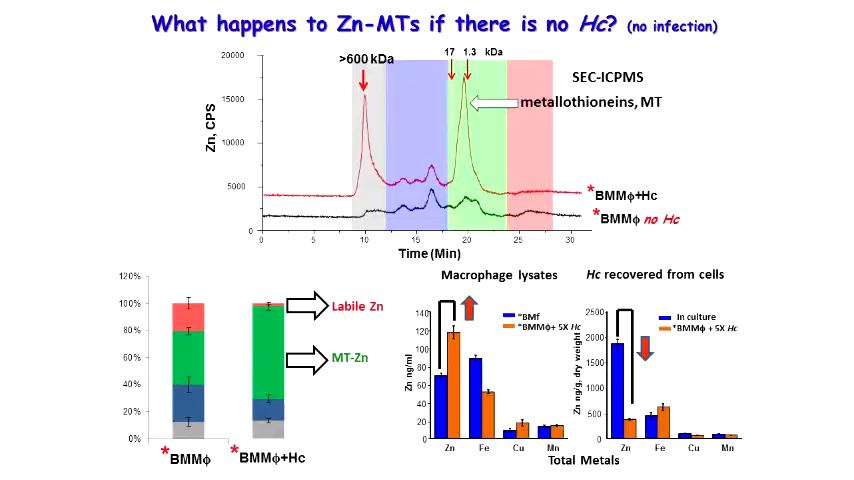 What happens to Zn-MTs if there is no Hc? (no infection)
20000
15000
10000
5000
0
Zn, CPS
>600 kDa
17 1.3 kDa
SEC-ICPMS
metallothioneins, MT
*BMMϕ+Hc
*BMMϕ no Hc
0 5 10 15 20 25 30
Time (Min)
120%
100%
80%
60%
40%
20%
0%
Labile Zn
MT-Zn
*BMMϕ
*BMMϕ+Hc
Macrophage lysates
140
120
100
80
60
40
20
0
Zn ng/ml
*BMf
*BMMϕ+ 5X Hc
Zn Fe Cu Mn
Hc recovered from cells
2500
2000
1500
1000
500
0
Zn ng/g, dry weight
In culture
*BMMϕ + 5X Hc
Zn Fe Cu Mn
Total Metals